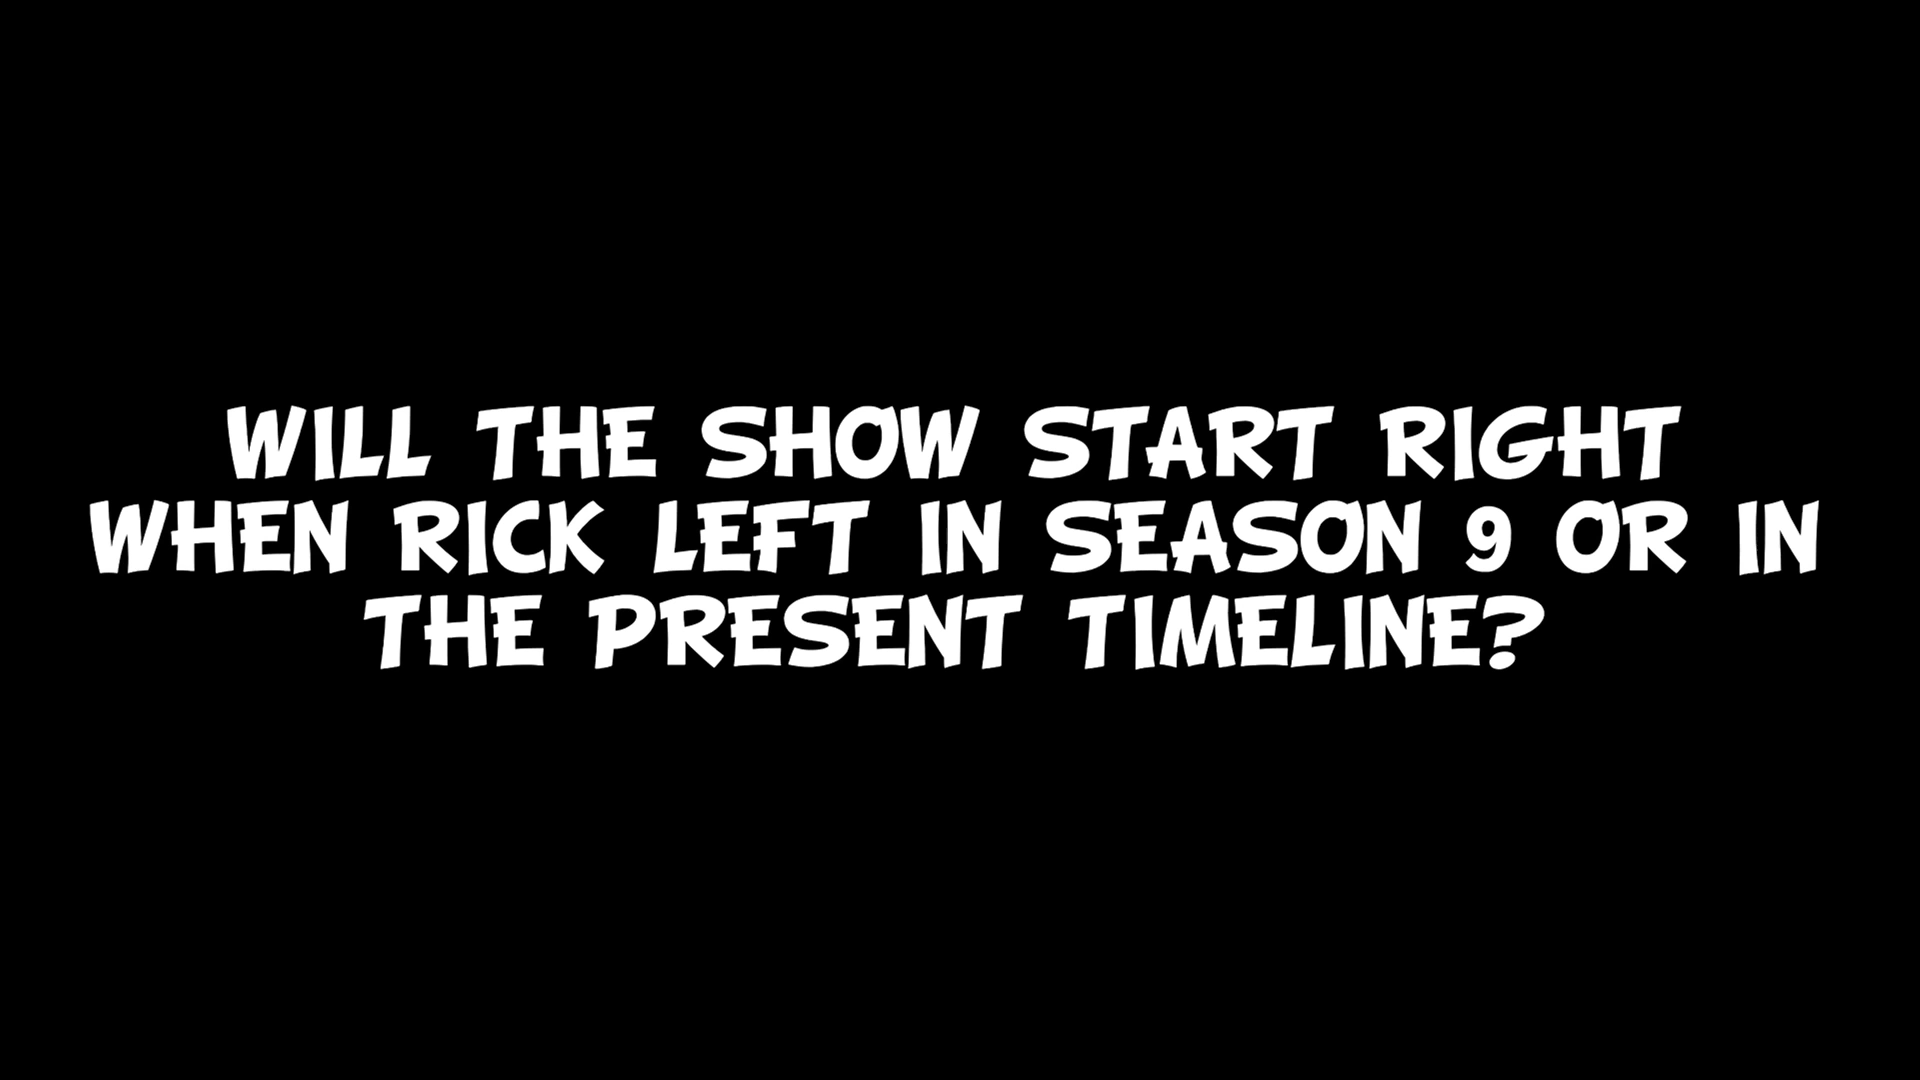 WILL THE SHOW START RIGHT
WHEN RICK LEFT IN SEASON 9 OR IN
THE PRESENT TIMELINE?